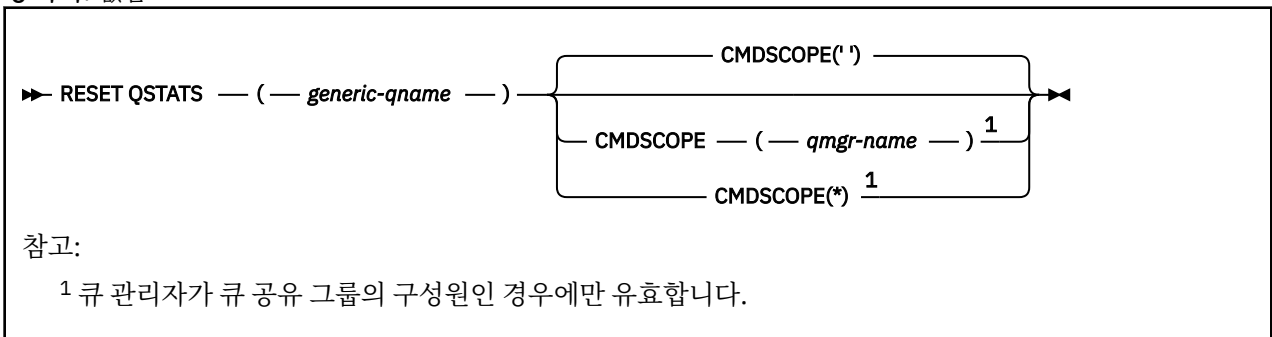 CMDSCOPE(' ')
RESET QSTATS ( generic-qname )
CMDSCOPE ( qmgr-name ) 1
CMDSCOPE(*) 1
참고:
1 큐 관리자가 큐 공유 그룹의 구성원인 경우에만 유효합니다.